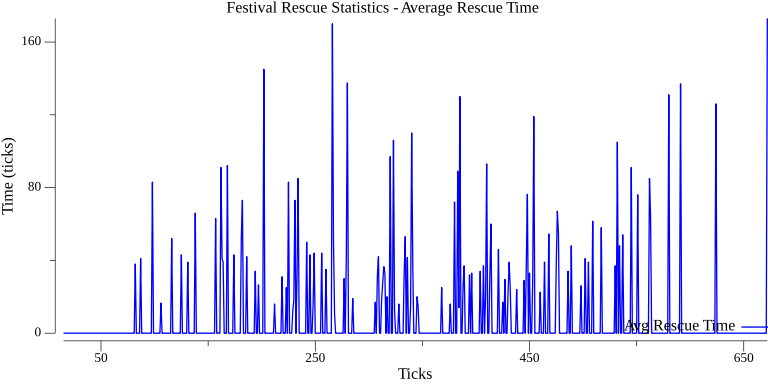 Festival Rescue Statistics - Average Rescue Time
Time (ticks)
160
80
0
Avg Rescue Time
50
250
450
650
Ticks